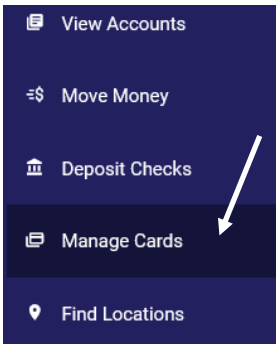 View Accounts
Move Money
Deposit Checks
Manage Cards
Find Locations